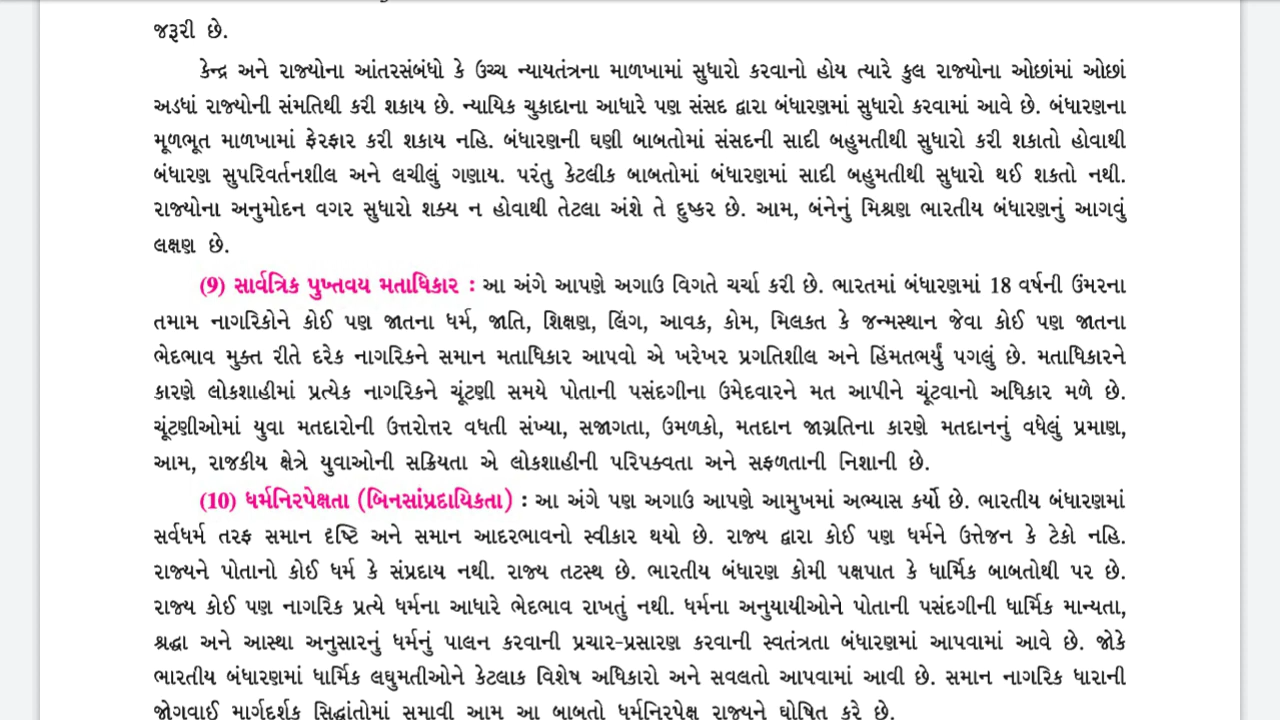 જરૂરી છે.
કેન્દ્ર અને રાજ્યોના આંતરસંબંધો કે ઉચ્ચ ન્યાયતંત્રના માળખામાં સુધારો કરવાનો હોય ત્યારે કુલ રાજ્યોના ઓછાંમાં ઓછાં
અડધાં રાજ્યોની સંમતિથી કરી શકાય છે. ન્યાયિક ચુકાદાના આધારે પણ સંસદ દ્વારા બંધારણમાં સુધારો કરવામાં આવે છે. બંધારણના
મૂળભૂત માળખામાં ફેરફાર કરી શકાય નહિ. બંધારણની ઘણી બાબતોમાં સંસદની સાદી બહુમતીથી સુધારો કરી શકાતો હોવાથી
બંધારણ સુપરિવર્તનશીલ અને લચીલું ગણાય. પરંતુ કેટલીક બાબતોમાં બંધારણમાં સાદી બહુમતીથી સુધારો થઈ શકતો નથી.
રાજ્યોના અનુમોદન વગર સુધારો શક્ય ન હોવાથી તેટલા અંશે તે દુષ્કર છે. આમ, બંનેનું મિશ્રણ ભારતીય બંધારણનું આગવું
લક્ષણ છે.
(9) સાર્વત્રિક પુખ્તવય મતાધિકાર : આ અંગે આપણે અગાઉ વિગતે ચર્ચા કરી છે. ભારતમાં બંધારણમાં 18 વર્ષની ઉંમરના
તમામ નાગરિકોને કોઈ પણ જાતના ધર્મ, જાતિ, શિક્ષણ, લિંગ, આવક, કોમ, મિલકત કે જન્મસ્થાન જેવા કોઈ પણ જાતના
ભેદભાવ મુક્ત રીતે દરેક નાગરિકને સમાન મતાધિકાર આપવો એ ખરેખર પ્રગતિશીલ અને હિંમતભર્યું પગલું છે. મતાધિકારને
કારણે લોકશાહીમાં પ્રત્યેક નાગરિકને ચૂંટણી સમયે પોતાની પસંદગીના ઉમેદવારને મત આપીને ચૂંટવાનો અધિકાર મળે છે.
ચૂંટણીઓમાં યુવા મતદારોની ઉત્તરોત્તર વધતી સંખ્યા, સજાગતા, ઉમળકો, મતદાન જાગ્રતિના કારણે મતદાનનું વધેલું પ્રમાણ,
આમ, રાજકીય ક્ષેત્રે યુવાઓની સક્રિયતા એ લોકશાહીની પરિપક્વતા અને સફળતાની નિશાની છે.
(10) ધર્મનિરપેક્ષતા (બિનસાંપ્રદાયિકતા) : આ અંગે પણ અગાઉ આપણે આમુખમાં અભ્યાસ કર્યો છે. ભારતીય બંધારણમાં
સર્વધર્મ તરફ સમાન દૃષ્ટિ અને સમાન આદરભાવનો સ્વીકાર થયો છે. રાજ્ય દ્વારા કોઈ પણ ધર્મને ઉત્તેજન કે ટેકો નહિ.
રાજ્યને પોતાનો કોઈ ધર્મ કે સંપ્રદાય નથી. રાજ્ય તટસ્થ છે. ભારતીય બંધારણ કોમી પક્ષપાત કે ધાર્મિક બાબતોથી પર છે.
રાજ્ય કોઈ પણ નાગરિક પ્રત્યે ધર્મના આધારે ભેદભાવ રાખતું નથી. ધર્મના અનુયાયીઓને પોતાની પસંદગીની ધાર્મિક માન્યતા,
શ્રદ્ધા અને આસ્થા અનુસારનું ધર્મનું પાલન કરવાની પ્રચાર-પ્રસારણ કરવાની સ્વતંત્રતા બંધારણમાં આપવામાં આવે છે. જોકે
ભારતીય બંધારણમાં ધાર્મિક લઘુમતીઓને કેટલાક વિશેષ અધિકારો અને સવલતો આપવામાં આવી છે. સમાન નાગરિક ધારાની
જોગવાઈ માર્ગદર્શક સિદ્ધાંતોમાં સમાવી આમ આ બાબતો ધર્મનિરપેક્ષ રાજ્યને ઘોષિત કરે છે.